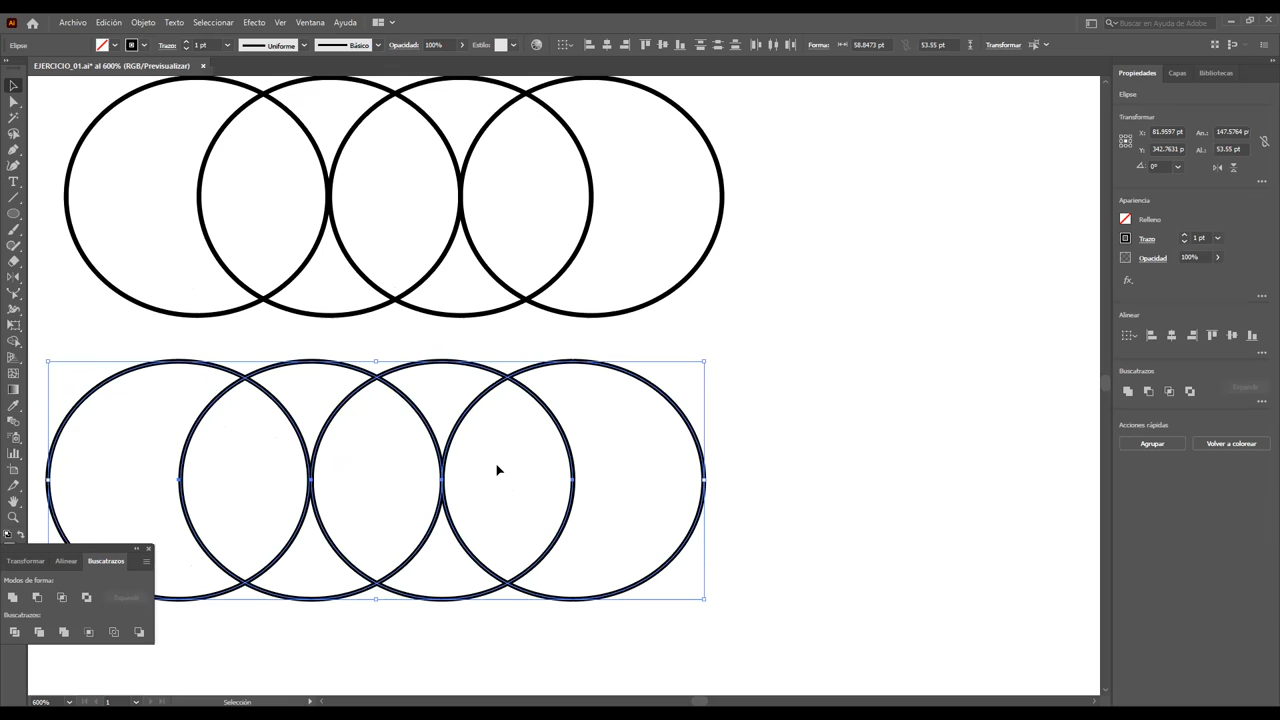 Ai Archivo Edición Objeto Texto Seleccionar Efecto Ver Ventana Ayuda Buscar en Ayuda de Adobe
Elipse Trazo: 1 pt Uniforme Básico Opacidad: 100% Estilo: Forma: 58.8473 pt 53.55 pt Transformar
EJERCICIO_01.ai* al 600% (RGB/Previsualizar) ×
Propiedades Capas Bibliotecas
Elipse
Transformar
X: 81.9597 pt An.: 147.5764 p
Y: 342.7631 p Al.: 53.55 pt
0°
Apariencia
Relleno
Trazo 1 pt
Opacidad 100%
fx.
Alinear
Buscatrazos
Expandir
Acciones rápidas
Agrupar Volver a colorear
Transformar Alinear Buscatrazos
Modos de forma:
Expandir
Buscatrazos:
600% 1 Selección